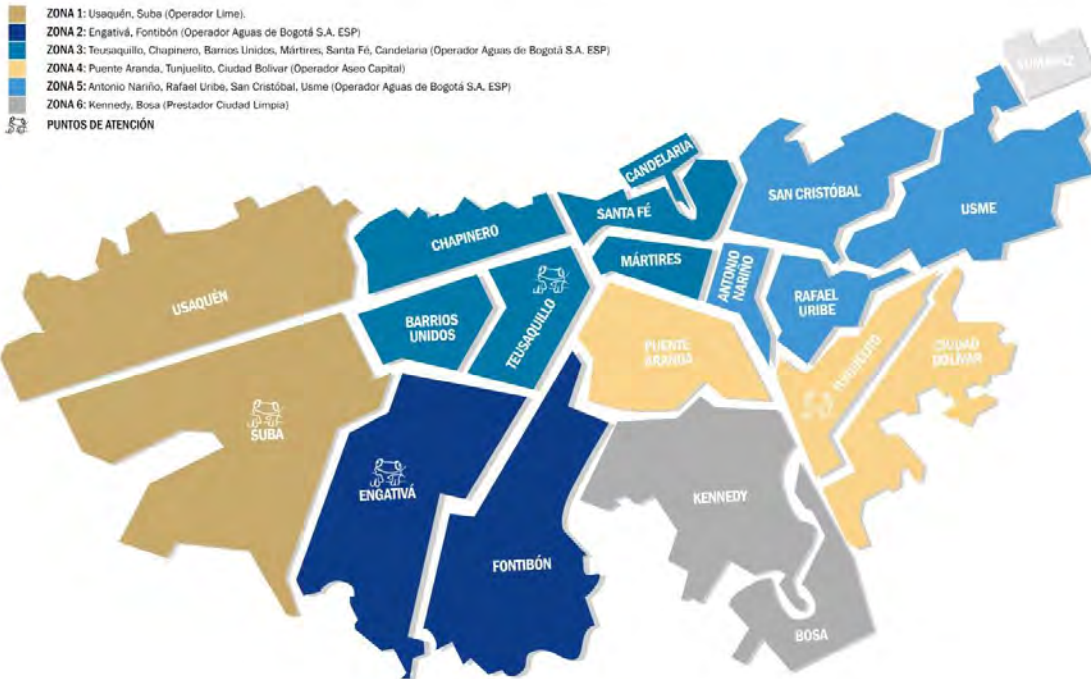 ZONA 1: Usaquén, Suba (Operador Lime).
ZONA 2: Engativá, Fontibón (Operador Aguas de Bogotá S.A. ESP)
ZONA 3: Teusaquillo, Chapinero, Barrios Unidos, Mártires, Santa Fé, Candelaria (Operador Aguas de Bogotá S.A. ESP)
ZONA 4: Puente Aranda, Tunjuelito, Ciudad Bolivar (Operador Aseo Capital)
ZONA 5: Antonio Nariño, Rafael Uribe, San Cristóbal, Usme (Operador Aguas de Bogotá S.A. ESP)
ZONA 6: Kennedy, Bosa (Prestador Ciudad Limpia)
PUNTOS DE ATENCIÓN
SUMAPAZ
CANDELARIA
SAN CRISTÓBAL
USME
SANTA FÉ
CHAPINERO
MÁRTIRES
ANTONIO
NARIÑO
RAFAEL
URIBE
USAQUÉN
BARRIOS
UNIDOS
TEUSAQUILLO
PUENTE
ARANDA
TUNJUELITO
CIUDAD
BOLÍVAR
SUBA
ENGATIVÁ
KENNEDY
FONTIBÓN
BOSA